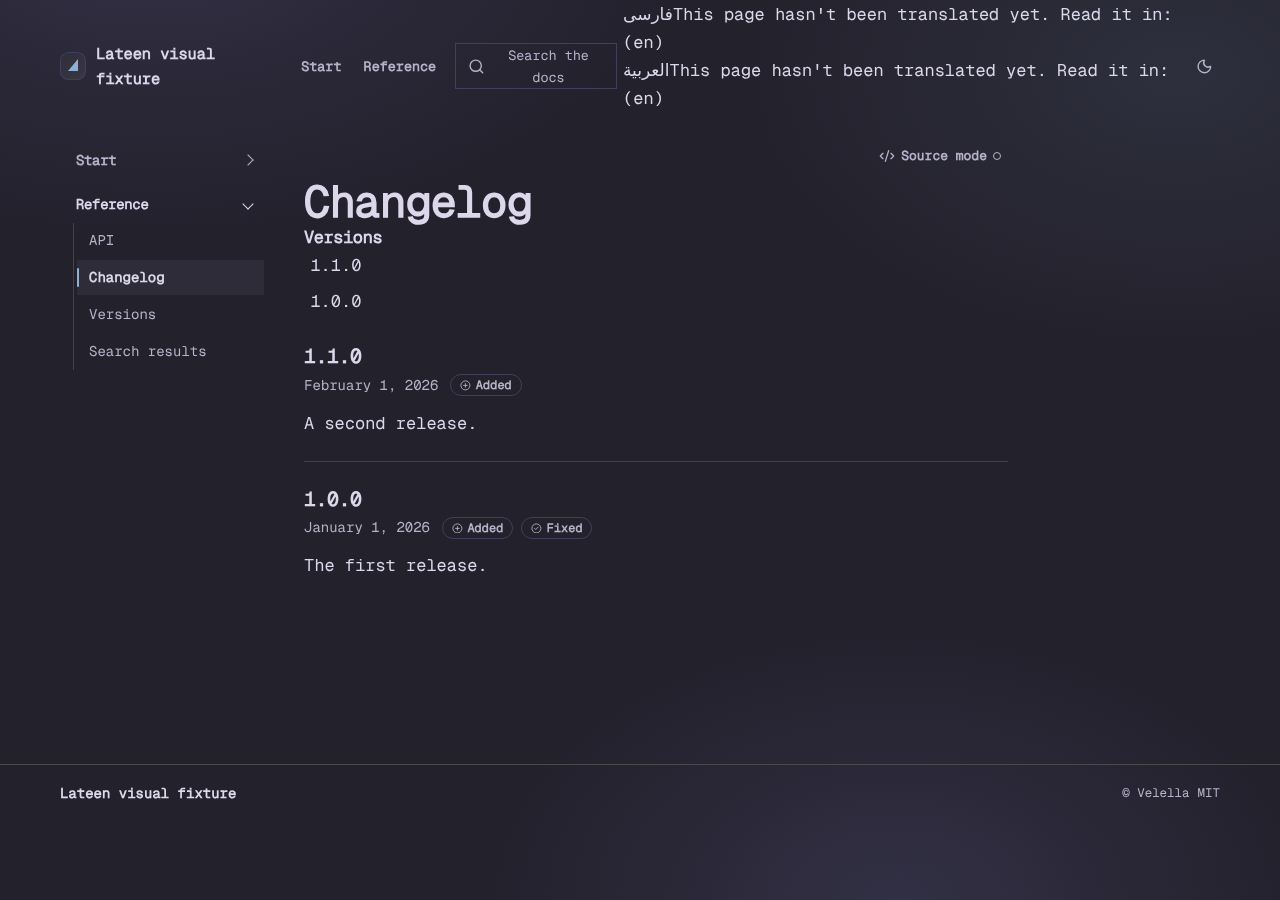 Lateen visual
fixture
Start
Reference
Search the
docs
فارسیThis page hasn't been translated yet. Read it in:
(en)
العربيةThis page hasn't been translated yet. Read it in:
(en)
Start
Reference
API
Changelog
Versions
Search results
Source mode
Changelog
Versions
1.1.0
1.0.0
1.1.0
February 1, 2026 Added
A second release.
1.0.0
January 1, 2026 Added Fixed
The first release.
Lateen visual fixture
© Velella MIT